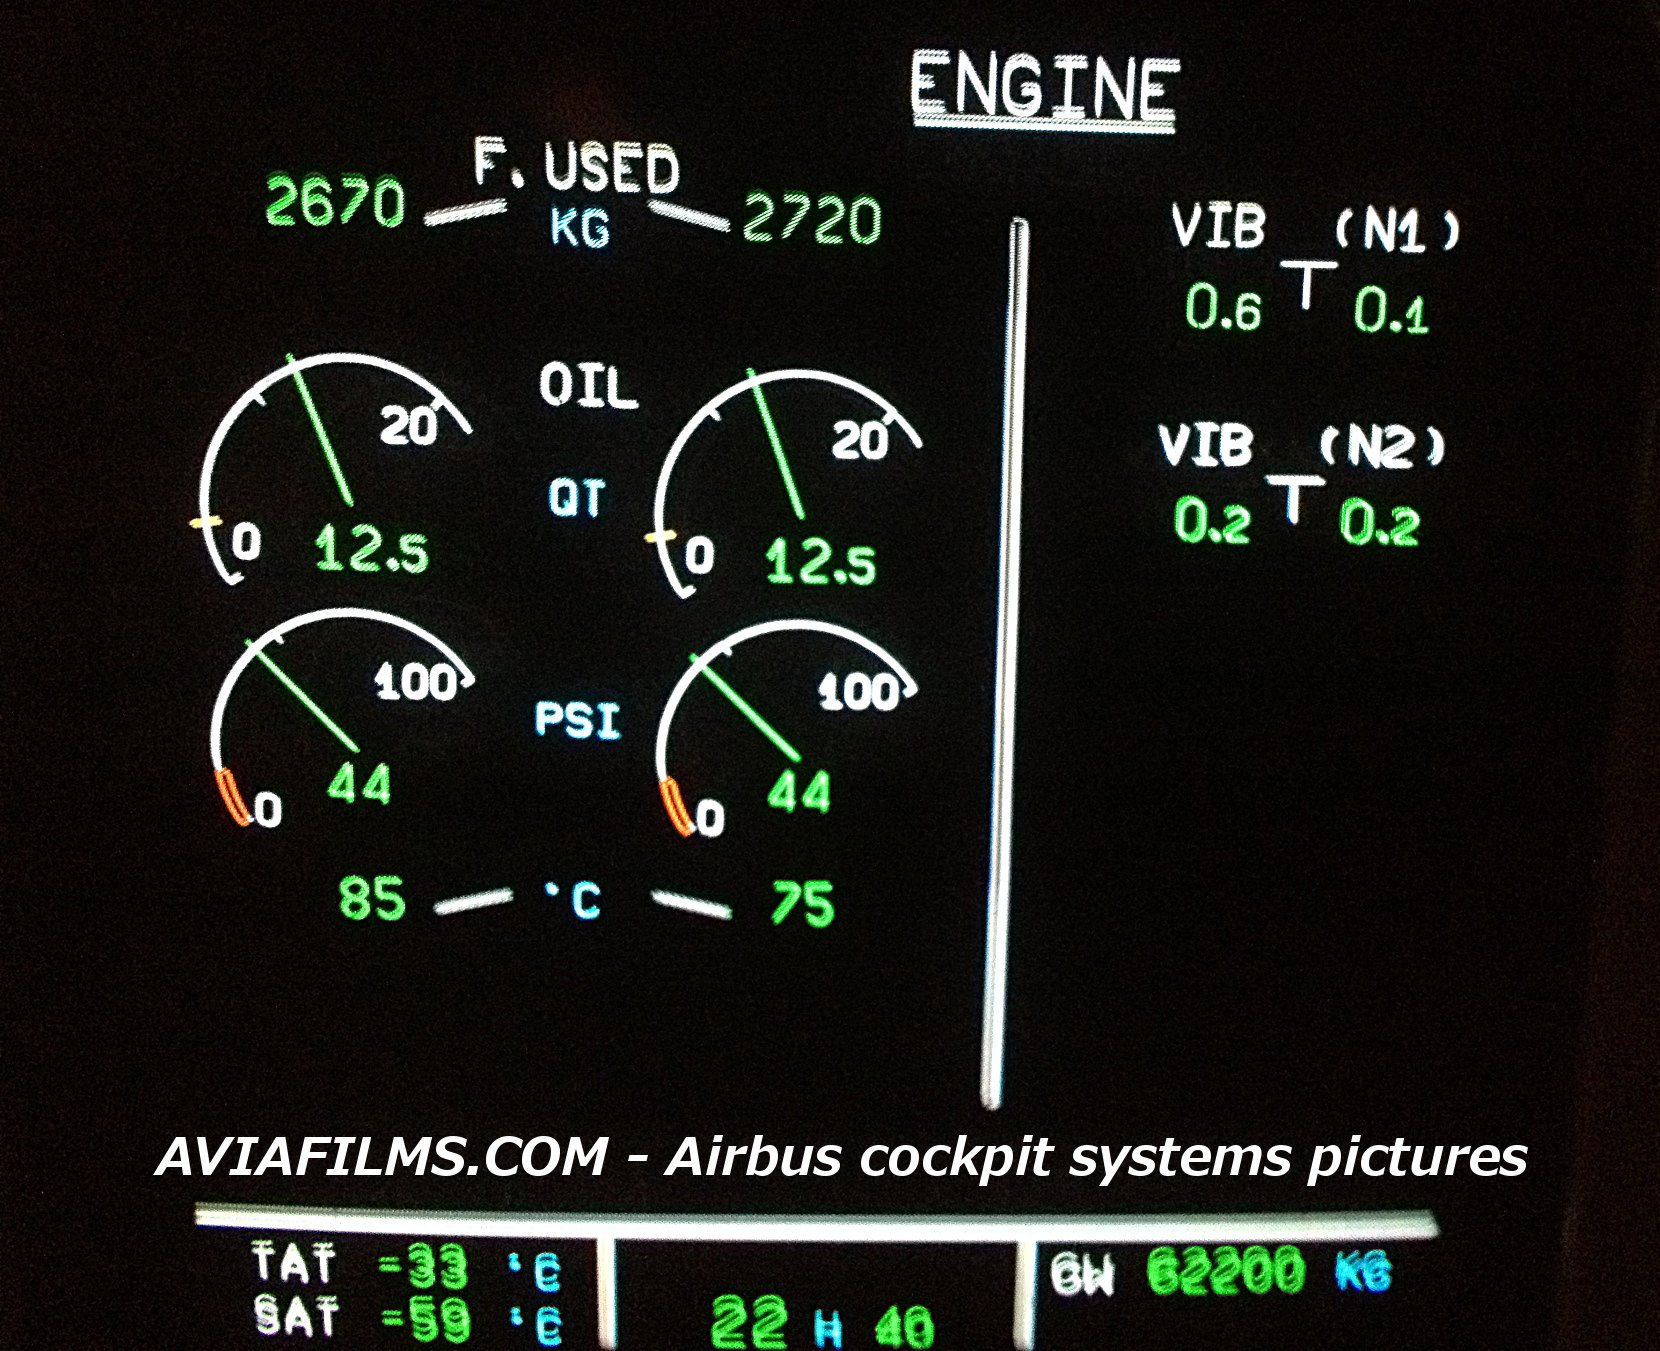 ENGINE
F. USED
2670 KG 2720
VIB (N1)
0.6 0.1
OIL
20 20
QT
VIB (N2)
0.2 0.2
0 12.5 0 12.5
100 100
PSI
0 44 0 44
85 °C 75
AVIAFILMS.COM - Airbus cockpit systems pictures
TAT -33 °C GW 62200 KG
SAT -59 °C 22 H 40